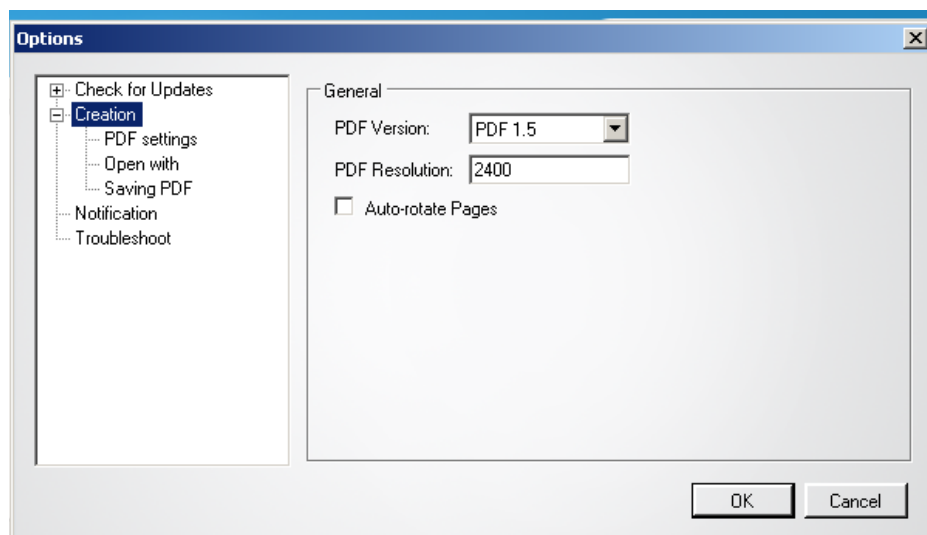 Options
Check for Updates
Creation
PDF settings
Open with
Saving PDF
Notification
Troubleshoot
General
PDF Version: PDF 1.5
PDF Resolution: 2400
Auto-rotate Pages
OK Cancel